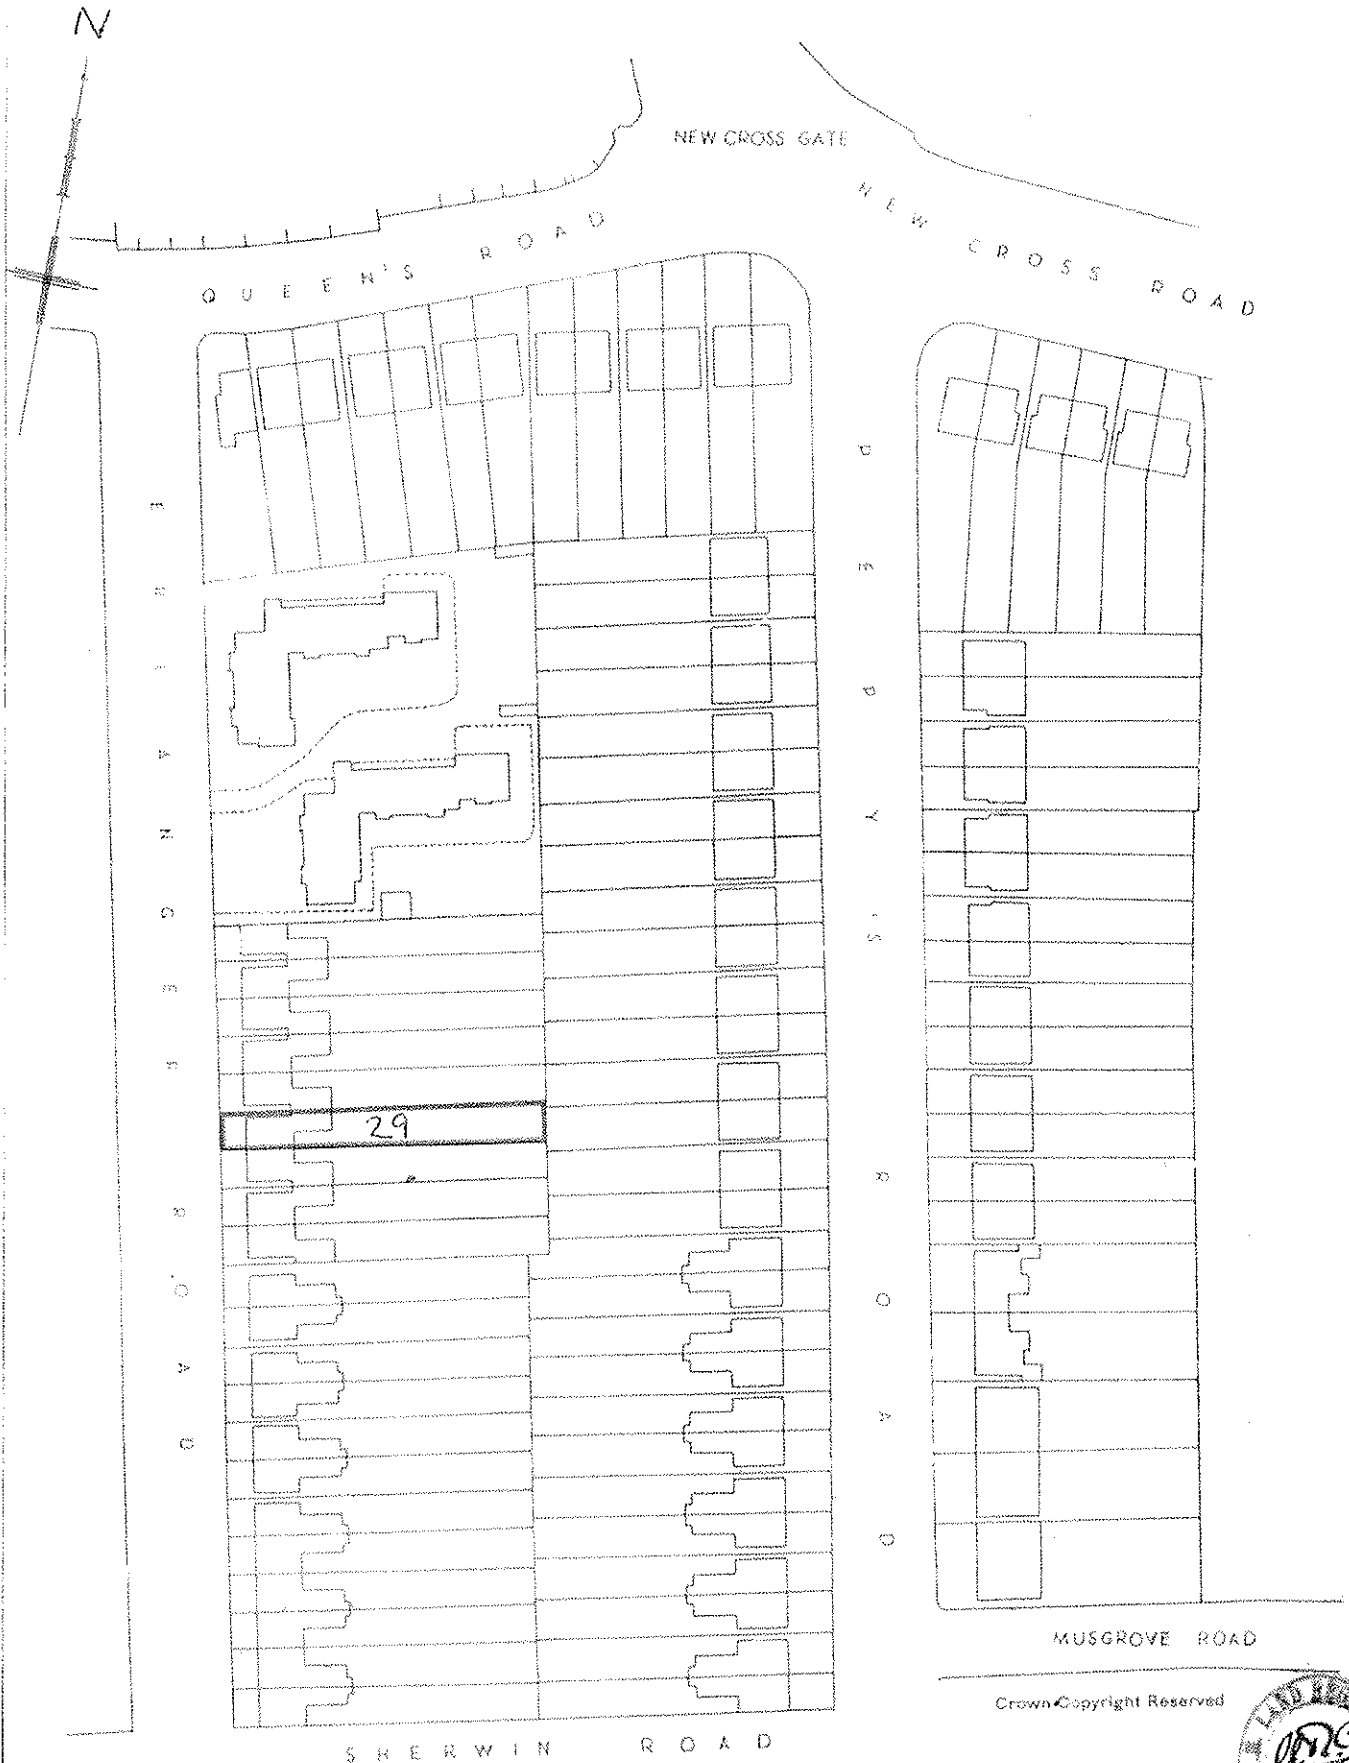 N
NEW CROSS GATE
NEW CROSS ROAD
QUEEN'S ROAD
ERLANGER ROAD
PEPYS'S ROAD
29
MUSGROVE ROAD
Crown Copyright Reserved
LAND
SHERWIN ROAD